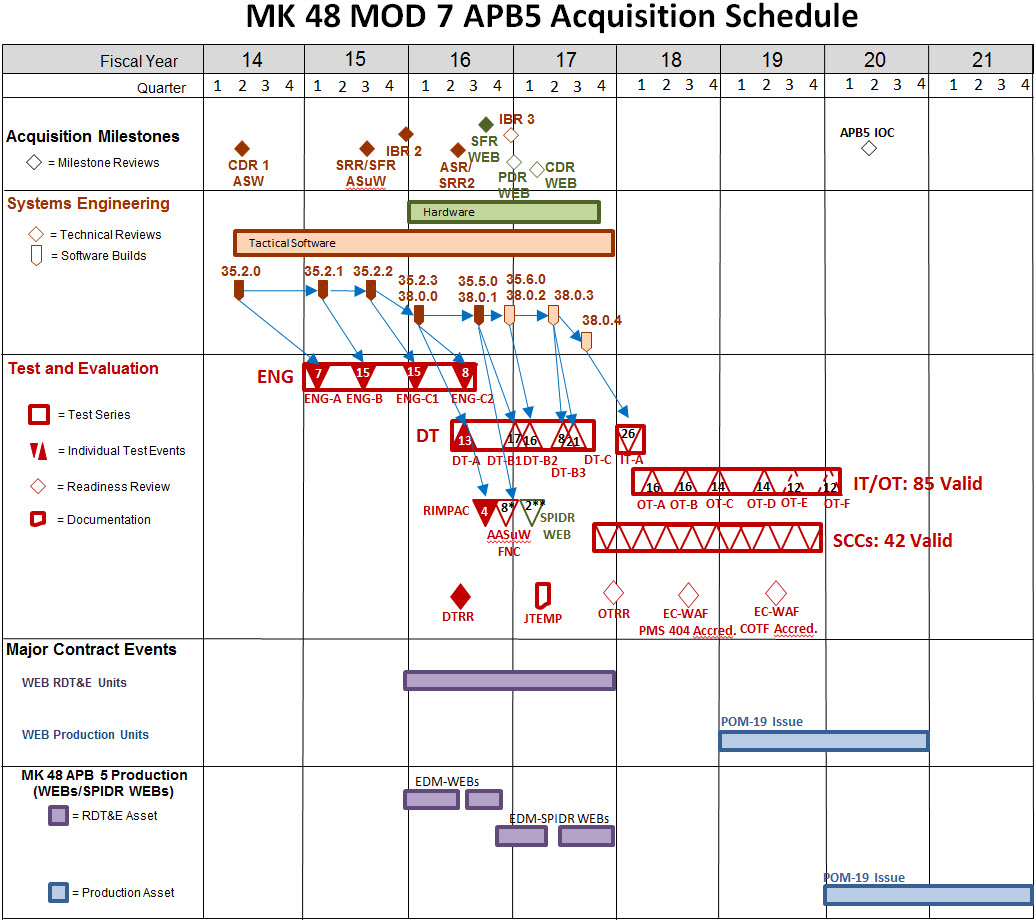 MK 48 MOD 7 APB5 Acquisition Schedule
Fiscal Year 14 15 16 17 18 19 20 21
Quarter 1 2 3 4 1 2 3 4 1 2 3 4 1 2 3 4 1 2 3 4 1 2 3 4 1 2 3 4 1 2 3 4
Acquisition Milestones
= Milestone Reviews
CDR 1
ASW
SRR/SFR
ASuW
IBR 2
ASR/
SRR2
SFR
WEB
IBR 3
PDR
WEB
CDR
WEB
APB5 IOC
Systems Engineering
= Technical Reviews
= Software Builds
Hardware
Tactical Software
35.2.0
35.2.1
35.2.2
35.2.3
38.0.0
35.5.0
38.0.1
35.6.0
38.0.2
38.0.3
38.0.4
Test and Evaluation
= Test Series
= Individual Test Events
= Readiness Review
= Documentation
ENG 7 15 15 8
ENG-A ENG-B ENG-C1 ENG-C2
DT 13 17 16 8 21 26
DT-A DT-B1 DT-B2 DT-C IT-A
DT-B3
16 16 14 14 12 12 IT/OT: 85 Valid
OT-A OT-B OT-C OT-D OT-E OT-F
RIMPAC 4 8* 2**
AASuW
FNC
SPIDR
WEB
SCCs: 42 Valid
DTRR
JTEMP
OTRR
EC-WAF
PMS 404 Accred.
EC-WAF
COTF Accred.
Major Contract Events
WEB RDT&E Units
WEB Production Units
POM-19 Issue
MK 48 APB 5 Production
(WEBs/SPIDR WEBs)
= RDT&E Asset
EDM-WEBs
EDM-SPIDR WEBs
= Production Asset
POM-19 Issue